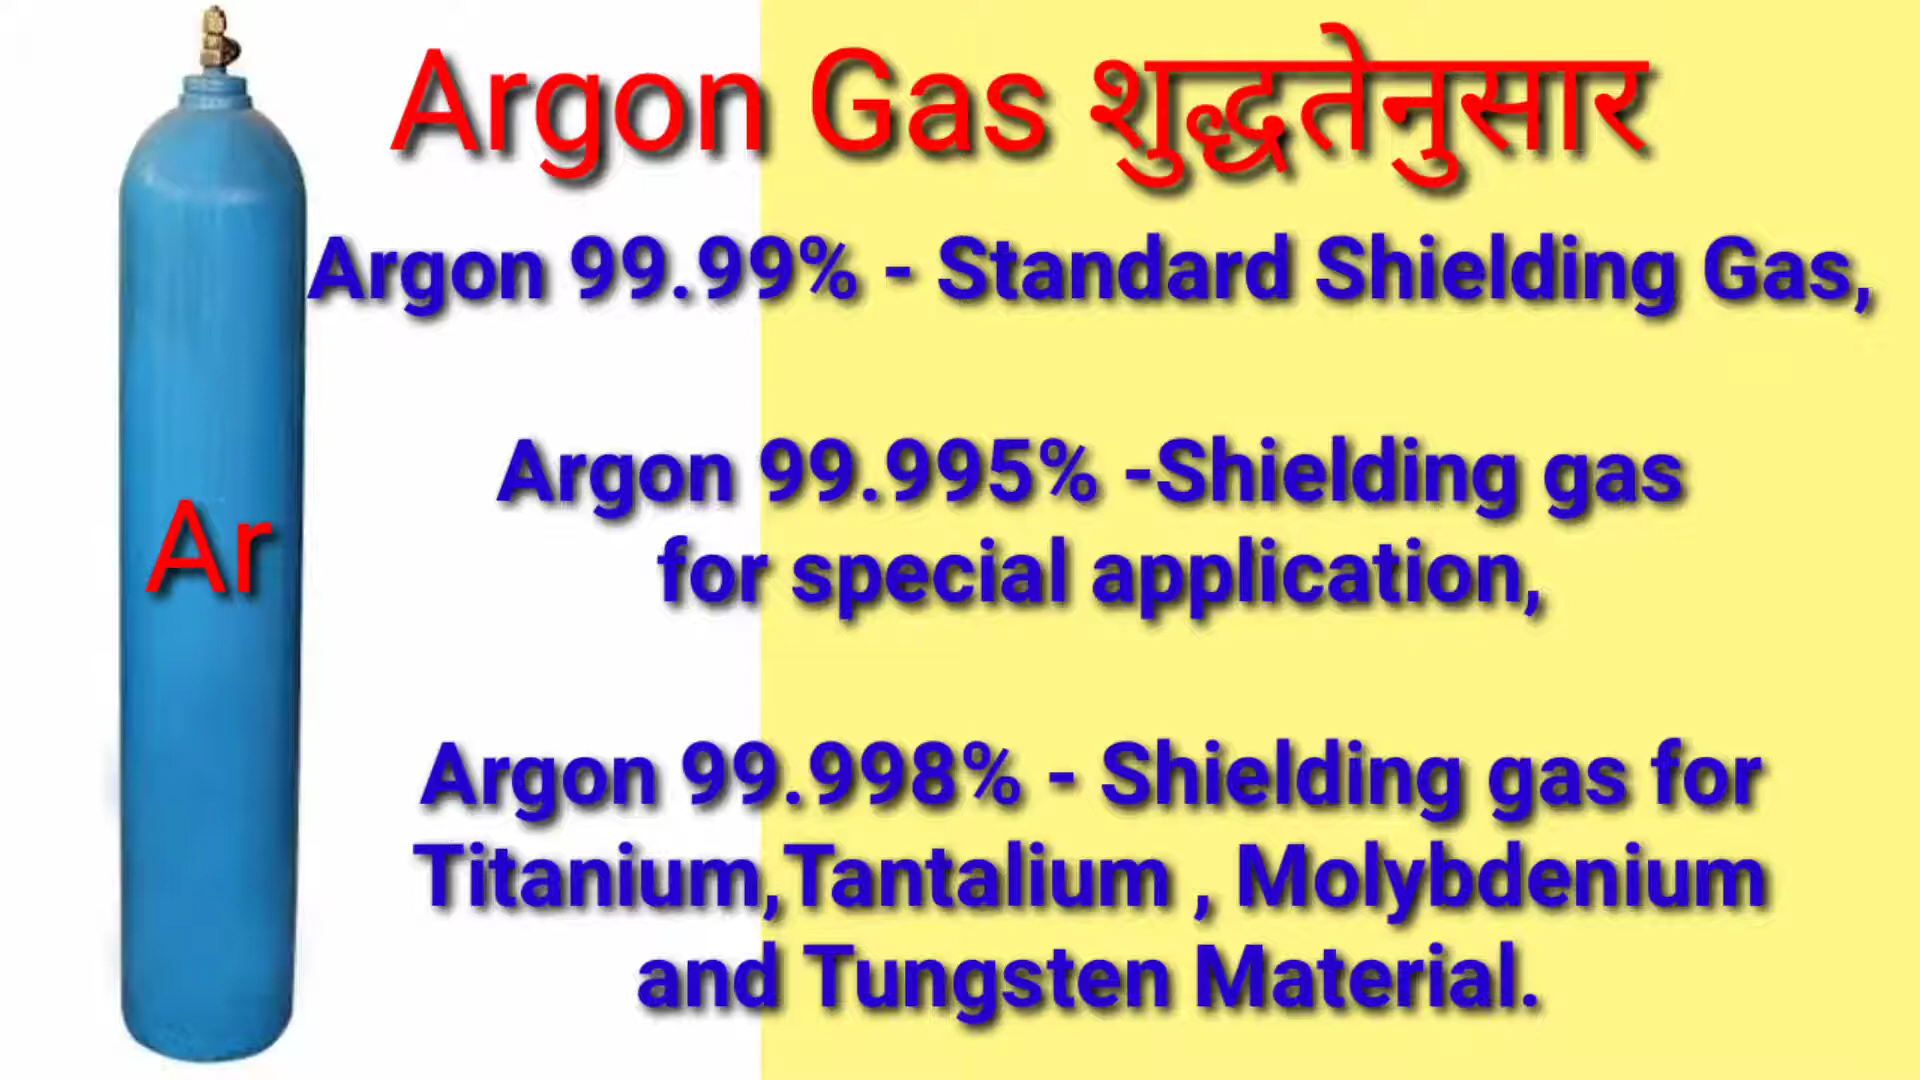 Argon Gas शुद्धतेनुसार
Argon 99.99% - Standard Shielding Gas,
Argon 99.995% -Shielding gas
for special application,
Ar
Argon 99.998% - Shielding gas for
Titanium,Tantalium , Molybdenium
and Tungsten Material.